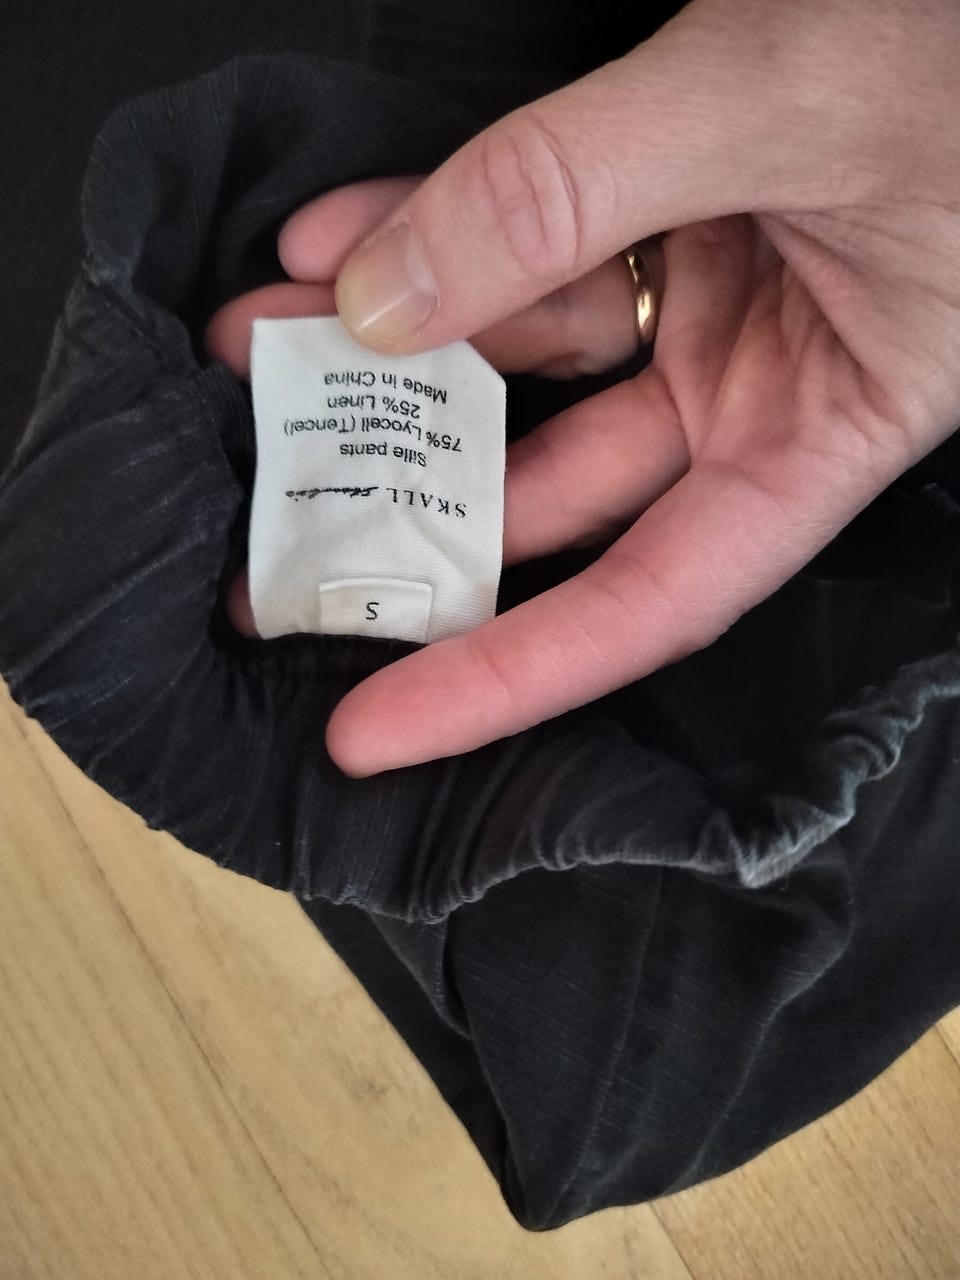 S
SKALL Studio
Sille pants
75% Lyocell (Tencel)
25% Linen
Made in China